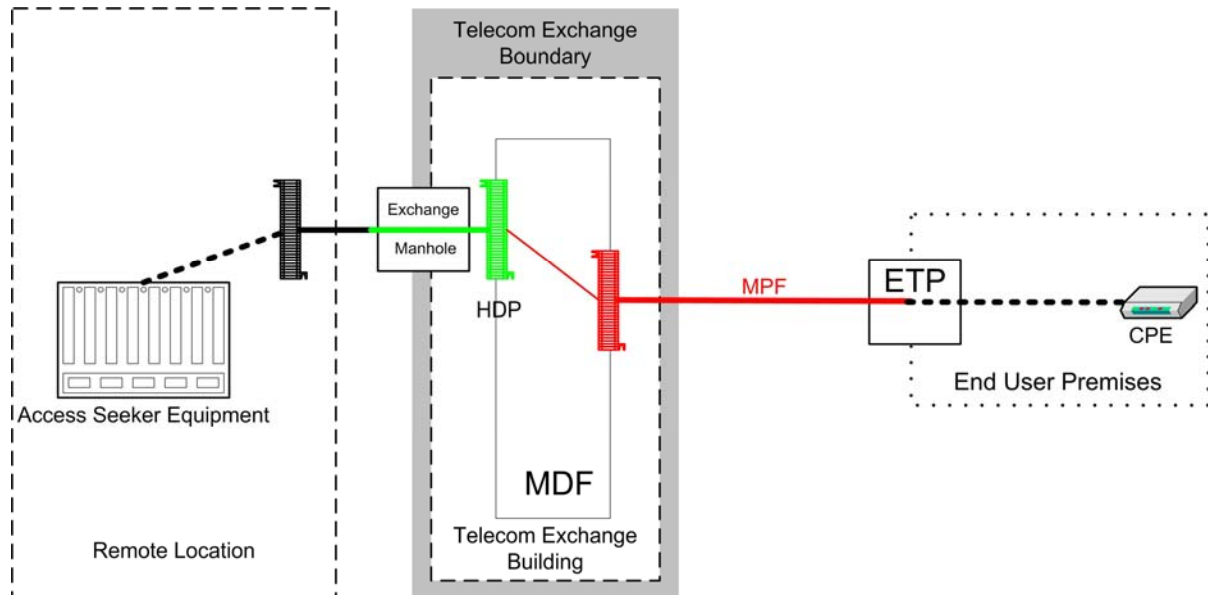 Telecom Exchange
Boundary
Exchange
Manhole
HDP
MPF
ETP
CPE
End User Premises
Access Seeker Equipment
MDF
Remote Location
Telecom Exchange
Building